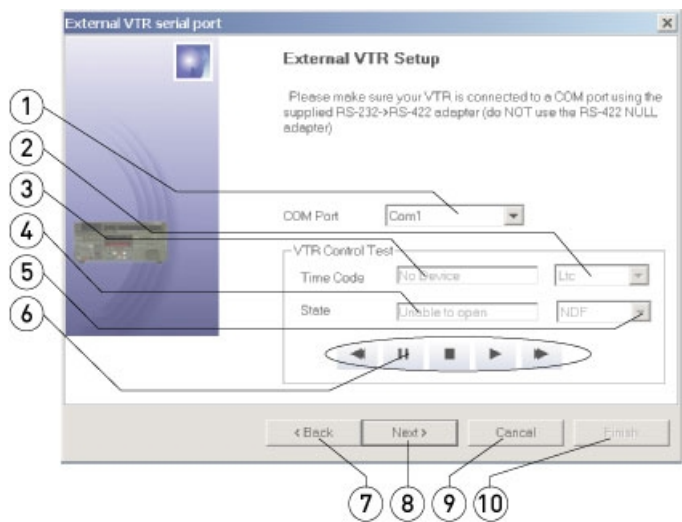 External VTR serial port
External VTR Setup
Please make sure your VTR is connected to a COM port using the
supplied RS-232->RS-422 adapter (do NOT use the RS-422 NULL
adapter)
1
2
3
4
5
6
COM Port Com1
VTR Control Test
Time Code No Device Ltc
State Unable to open NDF
< Back Next > Cancel Finish
7 8 9 10